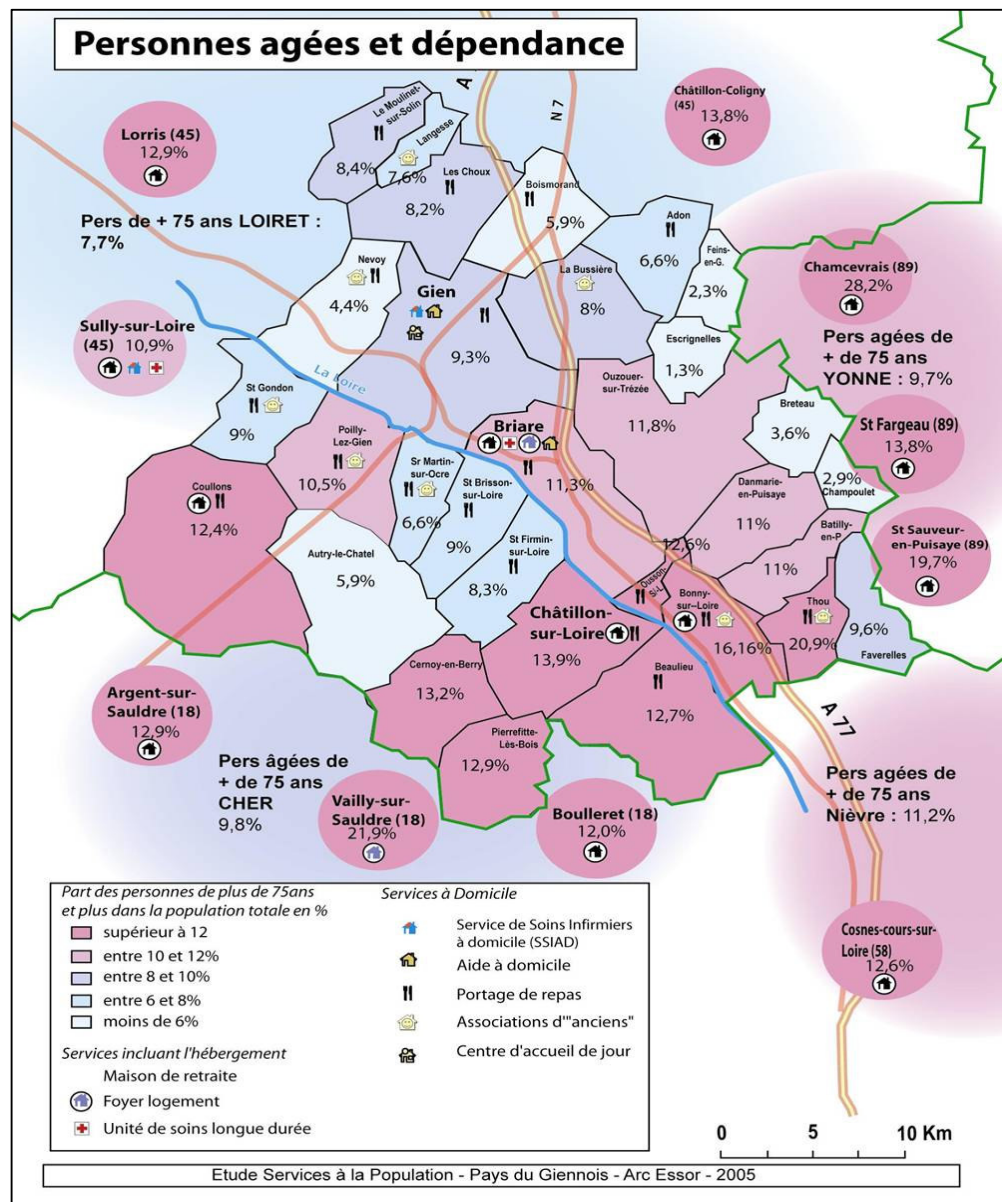 Personnes agées et dépendance
A
N 7
Châtillon-Coligny
(45)
13,8%
Lorris (45)
12,9%
Le Moulinet-
sur-Solin
8,4%
Langesse
7,6%
Les Choux
8,2%
Boismorand
5,9%
Pers de + 75 ans LOIRET :
7,7%
Adon
6,6%
Feins-
en-G.
2,3%
Nevoy
4,4%
Gien
9,3%
La Bussière
8%
Chamcevrais (89)
28,2%
Sully-sur-Loire
(45) 10,9%
La Loire
Escrignelles
1,3%
Pers agées de
+ de 75 ans
YONNE : 9,7%
St Gondon
9%
Poilly-
Lez-Gien
10,5%
Ouzouer-
sur-Trézée
11,8%
Breteau
3,6%
St Fargeau (89)
13,8%
Briare
11,3%
Sr Martin
-sur-Ocre
6,6%
St Brisson-
sur-Loire
9%
Coullons
12,4%
Danmarie-
en-Puisaye
11%
2,9%
Champoulet
Batilly-
en-P.
11%
St Sauveur-
en-Puisaye (89)
19,7%
Autry-le-Chatel
5,9%
St Firmin-
sur-Loire
8,3%
12,6%
Ousson-
S/-L
Bonny-
sur--Loire
16,16%
Thou
20,9%
9,6%
Faverelles
Châtillon-
sur-Loire
13,9%
Cernoy-en-Berry
13,2%
Beaulieu
12,7%
Argent-sur-
Sauldre (18)
12,9%
Pierrefitte-
Lés-Bois
12,9%
A 77
Pers âgées de
+ de 75 ans
CHER
9,8%
Pers agées de
+ de 75 ans
Nièvre : 11,2%
Vailly-sur-
Sauldre (18)
21,9%
Boulleret (18)
12,0%
Cosnes-cours-sur-
Loire (58)
12,6%
Part des personnes de plus de 75ans
et plus dans la population totale en %
supérieur à 12
entre 10 et 12%
entre 8 et 10%
entre 6 et 8%
moins de 6%
Services incluant l'hébergement
Maison de retraite
Foyer logement
Unité de soins longue durée
Services à Domicile
Service de Soins Infirmiers
à domicile (SSIAD)
Aide à domicile
Portage de repas
Associations d'"anciens"
Centre d'accueil de jour
0 5 10 Km
Etude Services à la Population - Pays du Giennois - Arc Essor - 2005